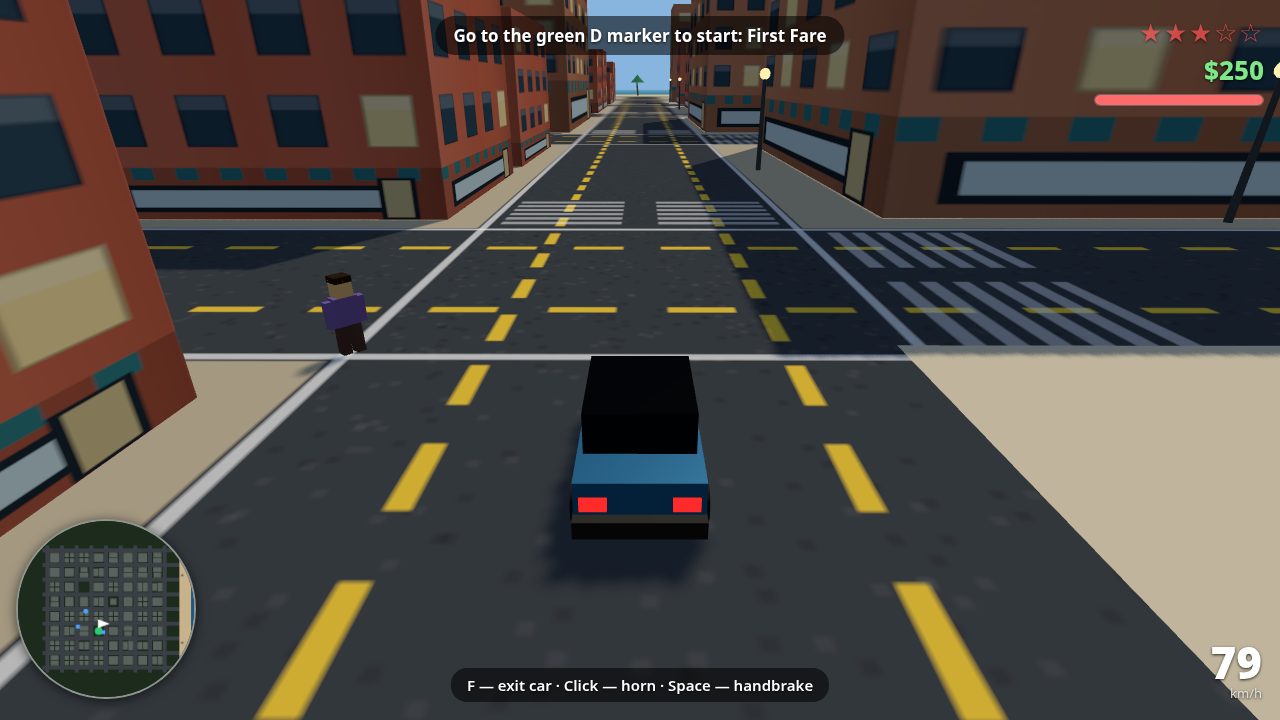 Go to the green D marker to start: First Fare
★★★☆☆
$250
79
km/h
F — exit car · Click — horn · Space — handbrake